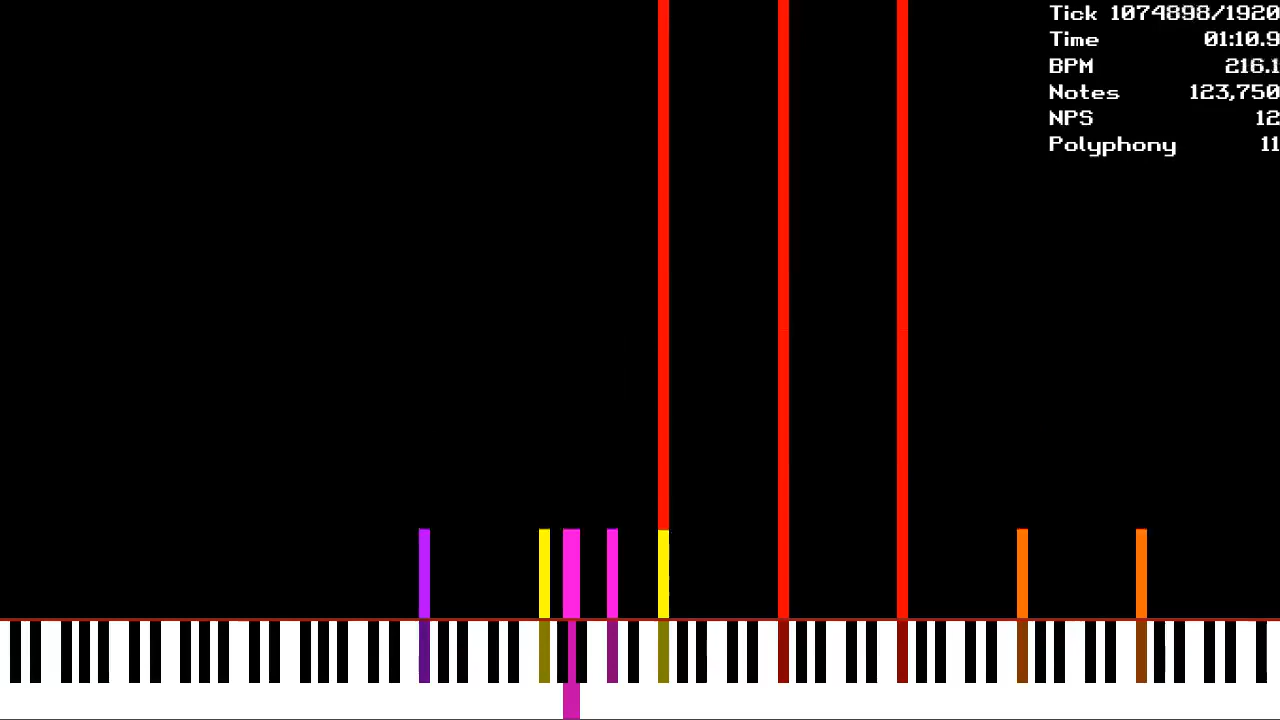 Tick 1074898/1920
Time 01:10.9
BPM 216.1
Notes 123,750
NPS 12
Polyphony 11